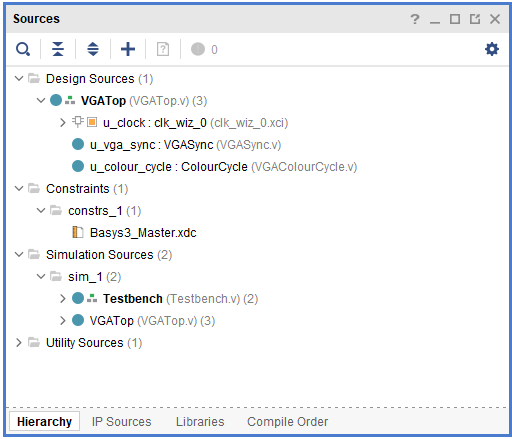 Sources
0
Design Sources (1)
VGATop (VGATop.v) (3)
u_clock : clk_wiz_0 (clk_wiz_0.xci)
u_vga_sync : VGASync (VGASync.v)
u_colour_cycle : ColourCycle (VGAColourCycle.v)
Constraints (1)
constrs_1 (1)
Basys3_Master.xdc
Simulation Sources (2)
sim_1 (2)
Testbench (Testbench.v) (2)
VGATop (VGATop.v) (3)
Utility Sources (1)
Hierarchy IP Sources Libraries Compile Order